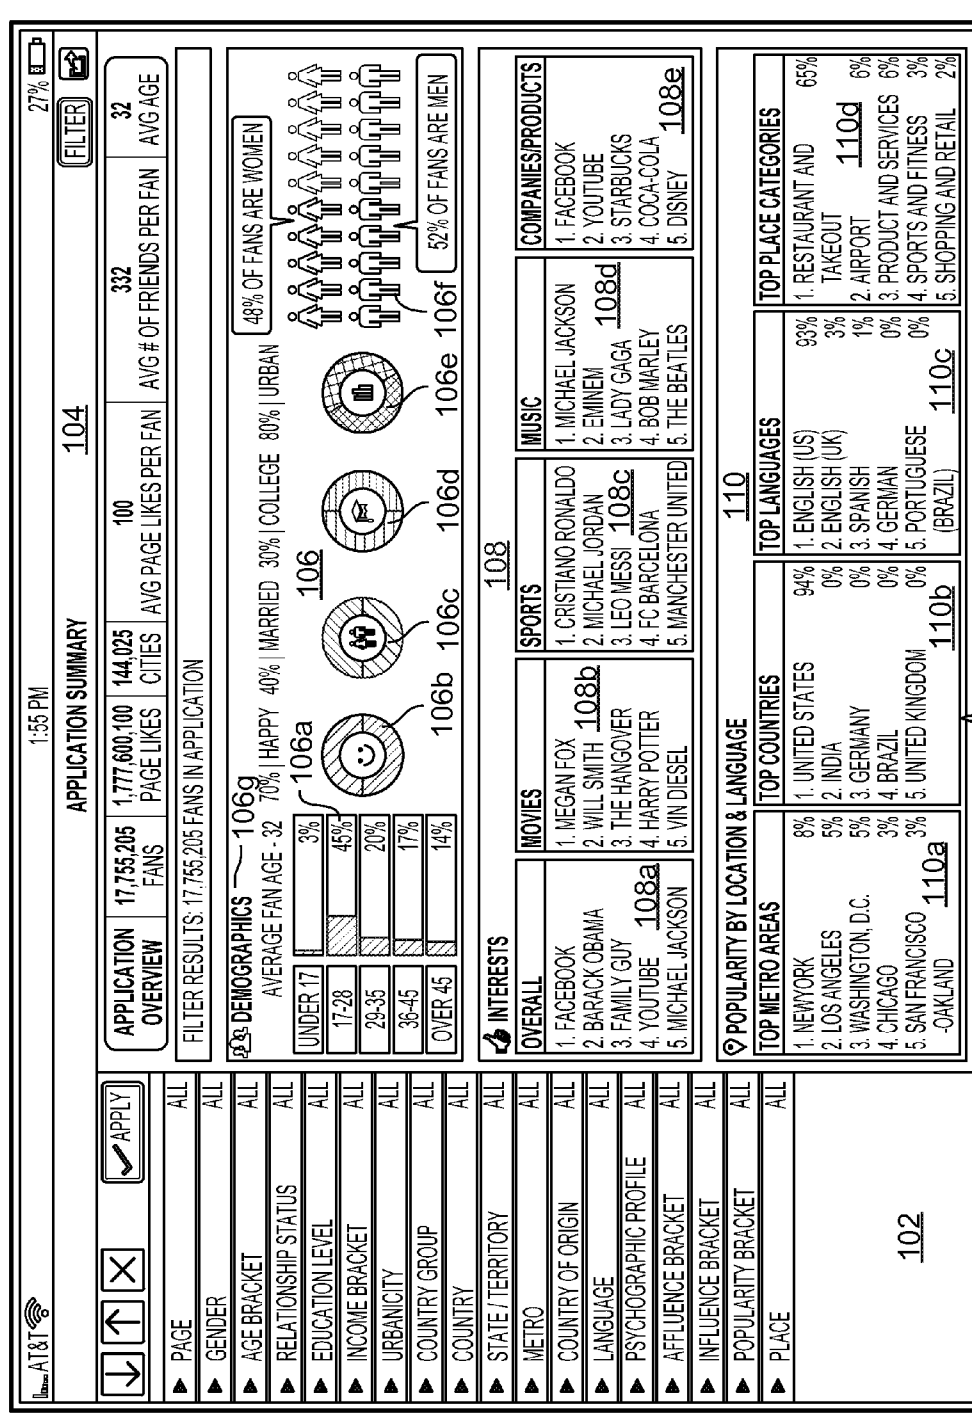 AT&T
1:55 PM
27%
APPLICATION SUMMARY
104
FILTER
APPLY
PAGE ALL
GENDER ALL
AGE BRACKET ALL
RELATIONSHIP STATUS ALL
EDUCATION LEVEL ALL
INCOME BRACKET ALL
URBANICITY ALL
COUNTRY GROUP ALL
COUNTRY ALL
STATE / TERRITORY ALL
METRO ALL
COUNTRY OF ORIGIN ALL
LANGUAGE ALL
PSYCHOGRAPHIC PROFILE ALL
AFFLUENCE BRACKET ALL
INFLUENCE BRACKET ALL
POPULARITY BRACKET ALL
PLACE ALL
102
APPLICATION
OVERVIEW
17,755,205
FANS
1,777,600,100
PAGE LIKES
144,025
CITIES
100
AVG PAGE LIKES PER FAN
332
AVG # OF FRIENDS PER FAN
32
AVG AGE
FILTER RESULTS: 17,755,205 FANS IN APPLICATION
DEMOGRAPHICS
106g
106
AVERAGE FAN AGE - 32
70% | HAPPY 40% | MARRIED 30% | COLLEGE 80% | URBAN
106a
UNDER 17 3%
17-28 45%
29-35 20%
36-45 17%
OVER 45 14%
106b
106c
106d
106e
48% OF FANS ARE WOMEN
52% OF FANS ARE MEN
106f
INTERESTS
108
OVERALL
1. FACEBOOK
2. BARACK OBAMA
3. FAMILY GUY
4. YOUTUBE
5. MICHAEL JACKSON
108a
MOVIES
1. MEGAN FOX
2. WILL SMITH
3. THE HANGOVER
4. HARRY POTTER
5. VIN DIESEL
108b
SPORTS
1. CRISTIANO RONALDO
2. MICHAEL JORDAN
3. LEO MESSI
4. FC BARCELONA
5. MANCHESTER UNITED
108c
MUSIC
1. MICHAEL JACKSON
2. EMINEM
3. LADY GAGA
4. BOB MARLEY
5. THE BEATLES
108d
COMPANIES/PRODUCTS
1. FACEBOOK
2. YOUTUBE
3. STARBUCKS
4. COCA-COLA
5. DISNEY
108e
POPULARITY BY LOCATION & LANGUAGE
110
TOP METRO AREAS
1. NEWYORK 8%
2. LOS ANGELES 5%
3. WASHINGTON, D.C. 5%
4. CHICAGO 3%
5. SAN FRANCISCO 3%
-OAKLAND
110a
TOP COUNTRIES
1. UNITED STATES 94%
2. INDIA 0%
3. GERMANY 0%
4. BRAZIL 0%
5. UNITED KINGDOM 0%
110b
TOP LANGUAGES
1. ENGLISH (US) 93%
2. ENGLISH (UK) 3%
3. SPANISH 1%
4. GERMAN 0%
5. PORTUGUESE 0%
(BRAZIL)
110c
TOP PLACE CATEGORIES
1. RESTAURANT AND 65%
TAKEOUT
2. AIRPORT 6%
3. PRODUCT AND SERVICES 6%
4. SPORTS AND FITNESS 3%
5. SHOPPING AND RETAIL 2%
110d